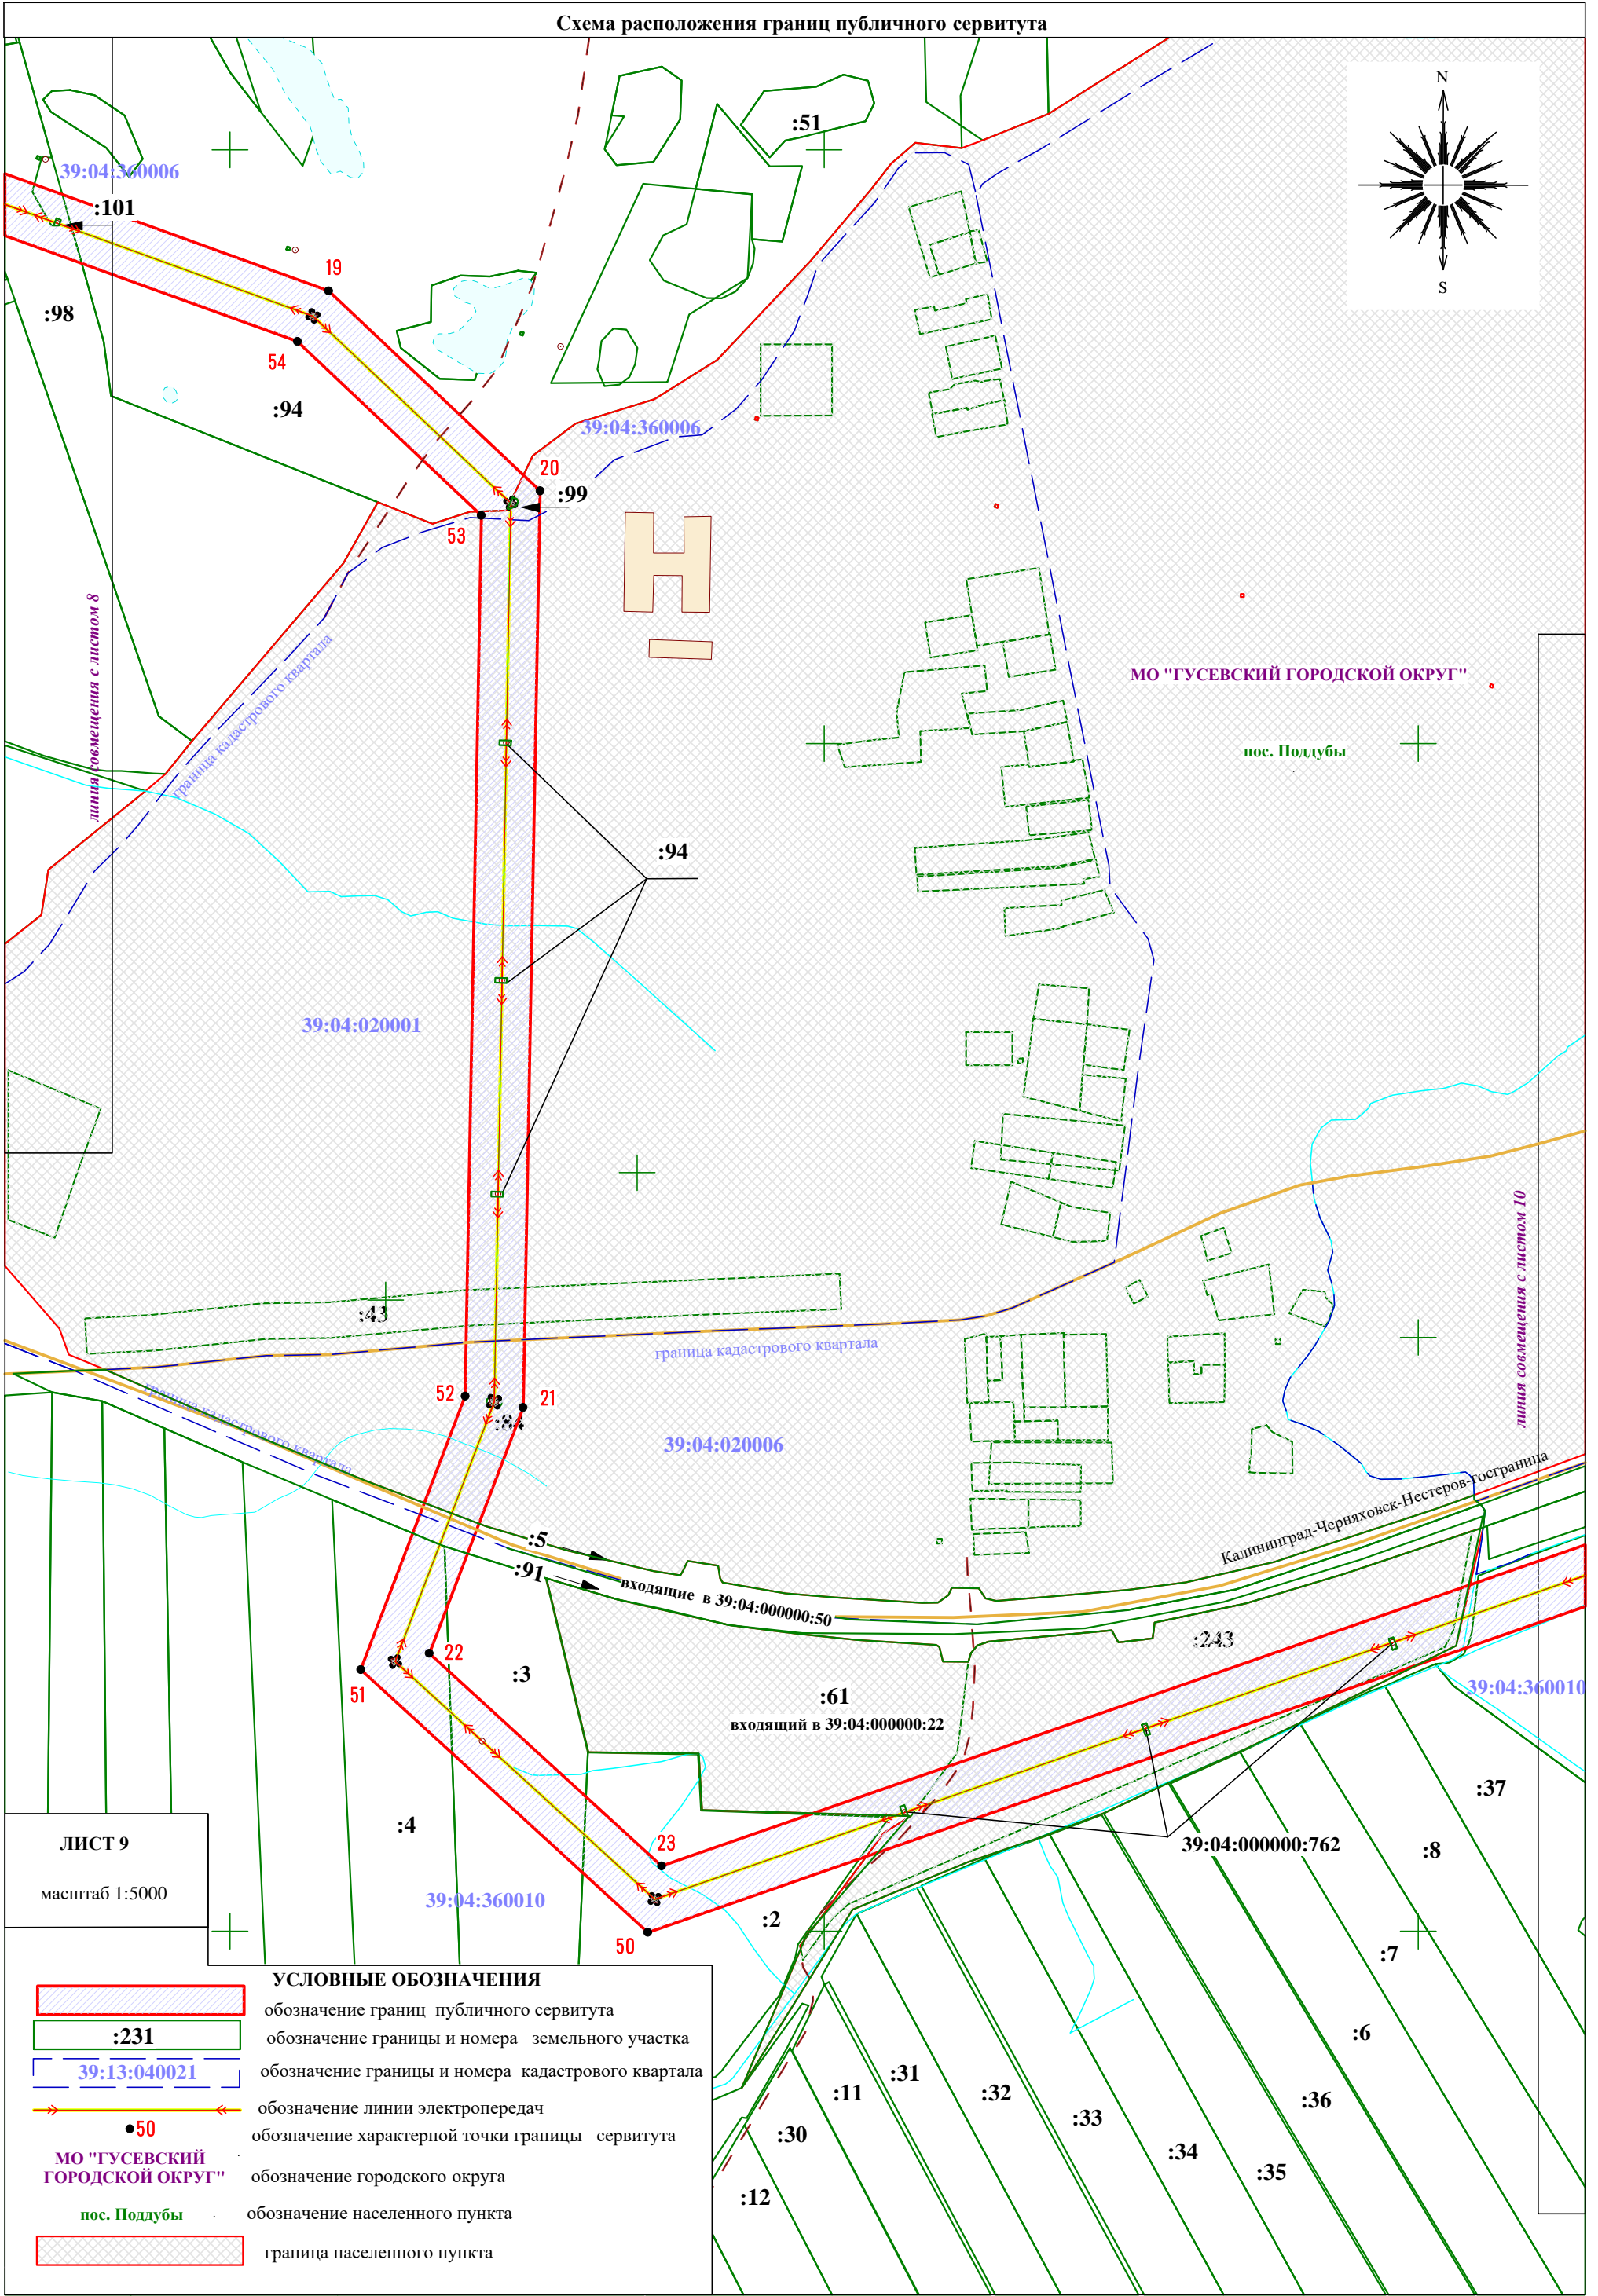 Схема расположения границ публичного сервитута
N
S
:51
39:04:360006
:101
19
:98
54
:94
39:04:360006
20
:99
53
линия совмещения с листом 8
граница кадастрового квартала
МО "ГУСЕВСКИЙ ГОРОДСКОЙ ОКРУГ"
пос. Поддубы
:94
39:04:020001
линия совмещения с листом 10
:43
граница кадастрового квартала
граница кадастрового квартала
52
21
:84
39:04:020006
Калининград-Черняховск-Нестеров-госграница
:5
:91
входящие в 39:04:000000:50
:243
22
:3
51
:61
входящий в 39:04:000000:22
39:04:360010
:37
:4
ЛИСТ 9
масштаб 1:5000
23
39:04:000000:762
:8
39:04:360010
:2
50
:7
:6
:31
:11
:32
:36
:33
:30
:34
:35
:12
УСЛОВНЫЕ ОБОЗНАЧЕНИЯ
обозначение границ публичного сервитута
:231 обозначение границы и номера земельного участка
39:13:040021 обозначение границы и номера кадастрового квартала
обозначение линии электропередач
50 обозначение характерной точки границы сервитута
МО "ГУСЕВСКИЙ
ГОРОДСКОЙ ОКРУГ" обозначение городского округа
пос. Поддубы обозначение населенного пункта
граница населенного пункта